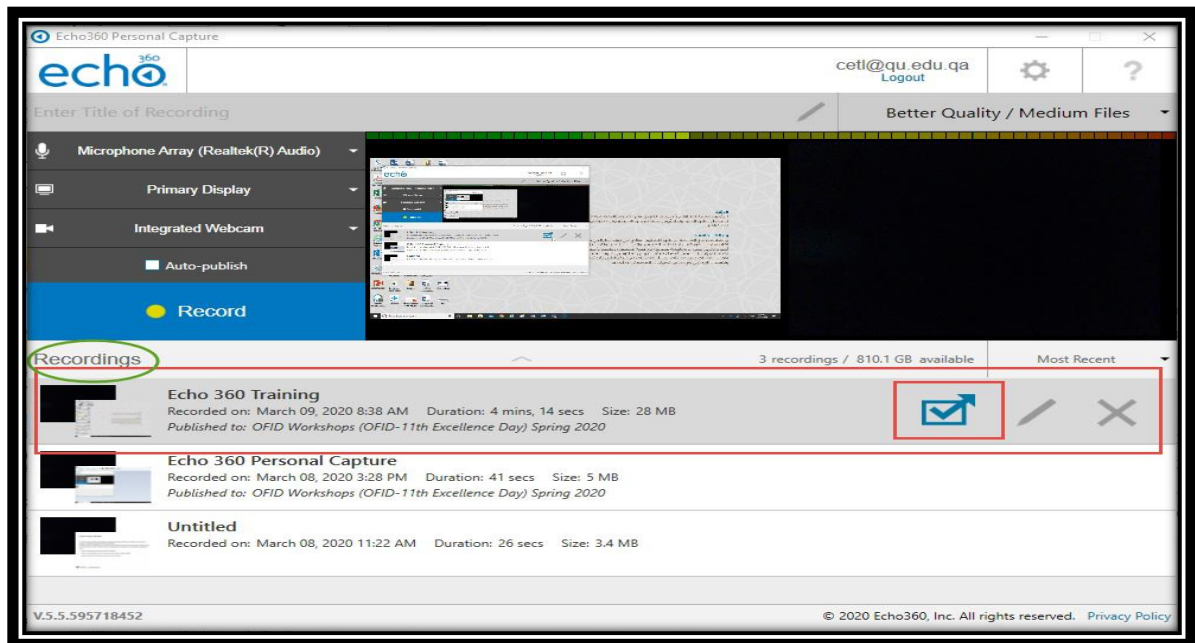 Echo360 Personal Capture
echo360
cetl@qu.edu.qa
Logout
?
Enter Title of Recording
Better Quality / Medium Files
Microphone Array (Realtek(R) Audio)
Primary Display
Integrated Webcam
Auto-publish
Record
Recordings
3 recordings / 810.1 GB available
Most Recent
Echo 360 Training
Recorded on: March 09, 2020 8:38 AM Duration: 4 mins, 14 secs Size: 28 MB
Published to: OFID Workshops (OFID-11th Excellence Day) Spring 2020
Echo 360 Personal Capture
Recorded on: March 08, 2020 3:28 PM Duration: 41 secs Size: 5 MB
Published to: OFID Workshops (OFID-11th Excellence Day) Spring 2020
Untitled
Recorded on: March 08, 2020 11:22 AM Duration: 26 secs Size: 3.4 MB
V.5.5.595718452
© 2020 Echo360, Inc. All rights reserved. Privacy Policy